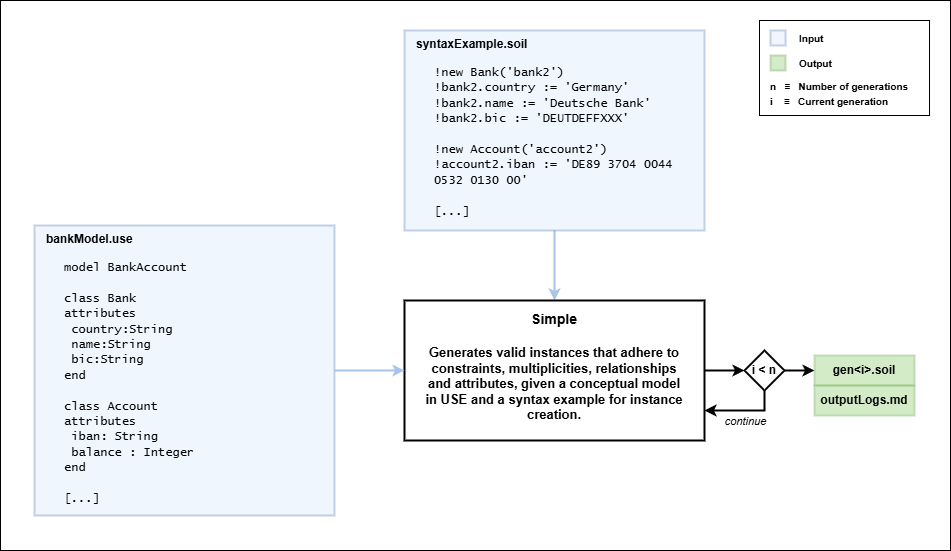 syntaxExample.soil
!new Bank('bank2')
!bank2.country := 'Germany'
!bank2.name := 'Deutsche Bank'
!bank2.bic := 'DEUTDEFFXXX'
!new Account('account2')
!account2.iban := 'DE89 3704 0044
0532 0130 00'
[...]
Input
Output
n ≡ Number of generations
i ≡ Current generation
bankModel.use
model BankAccount
class Bank
attributes
country:String
name:String
bic:String
end
class Account
attributes
iban: String
balance : Integer
end
[...]
Simple
Generates valid instances that adhere to
constraints, multiplicities, relationships
and attributes, given a conceptual model
in USE and a syntax example for instance
creation.
i < n
continue
gen<i>.soil
outputLogs.md